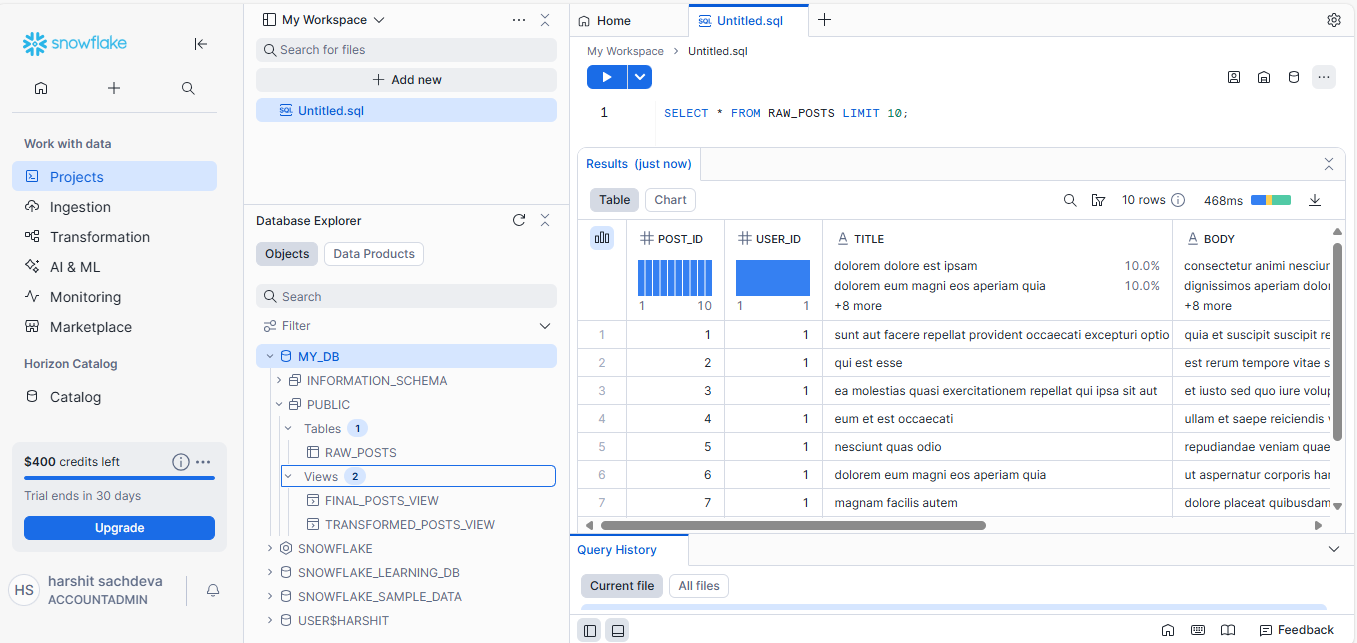 snowflake
Work with data
Projects
Ingestion
Transformation
AI & ML
Monitoring
Marketplace
Horizon Catalog
Catalog
$400 credits left
Trial ends in 30 days
Upgrade
HS
harshit sachdeva
ACCOUNTADMIN
My Workspace
Search for files
Add new
SQL Untitled.sql
Database Explorer
Objects Data Products
Search
Filter
MY_DB
INFORMATION_SCHEMA
PUBLIC
Tables 1
RAW_POSTS
Views 2
FINAL_POSTS_VIEW
TRANSFORMED_POSTS_VIEW
SNOWFLAKE
SNOWFLAKE_LEARNING_DB
SNOWFLAKE_SAMPLE_DATA
USER$HARSHIT
Home SQL Untitled.sql
My Workspace > Untitled.sql
1 SELECT * FROM RAW_POSTS LIMIT 10;
Results (just now)
Table Chart 10 rows 468ms
# POST_ID # USER_ID A TITLE A BODY
dolorem dolore est ipsam 10.0% consectetur animi nesciun
dolorem eum magni eos aperiam quia 10.0% dignissimos aperiam dolor
1 10 1 1 +8 more +8 more
1 1 1 sunt aut facere repellat provident occaecati excepturi optio quia et suscipit suscipit re
2 2 1 qui est esse est rerum tempore vitae s
3 3 1 ea molestias quasi exercitationem repellat qui ipsa sit aut et iusto sed quo iure volup
4 4 1 eum et est occaecati ullam et saepe reiciendis v
5 5 1 nesciunt quas odio repudiandae veniam quae
6 6 1 dolorem eum magni eos aperiam quia ut aspernatur corporis har
7 7 1 magnam facilis autem dolore placeat quibusdam
Query History
Current file All files
Feedback